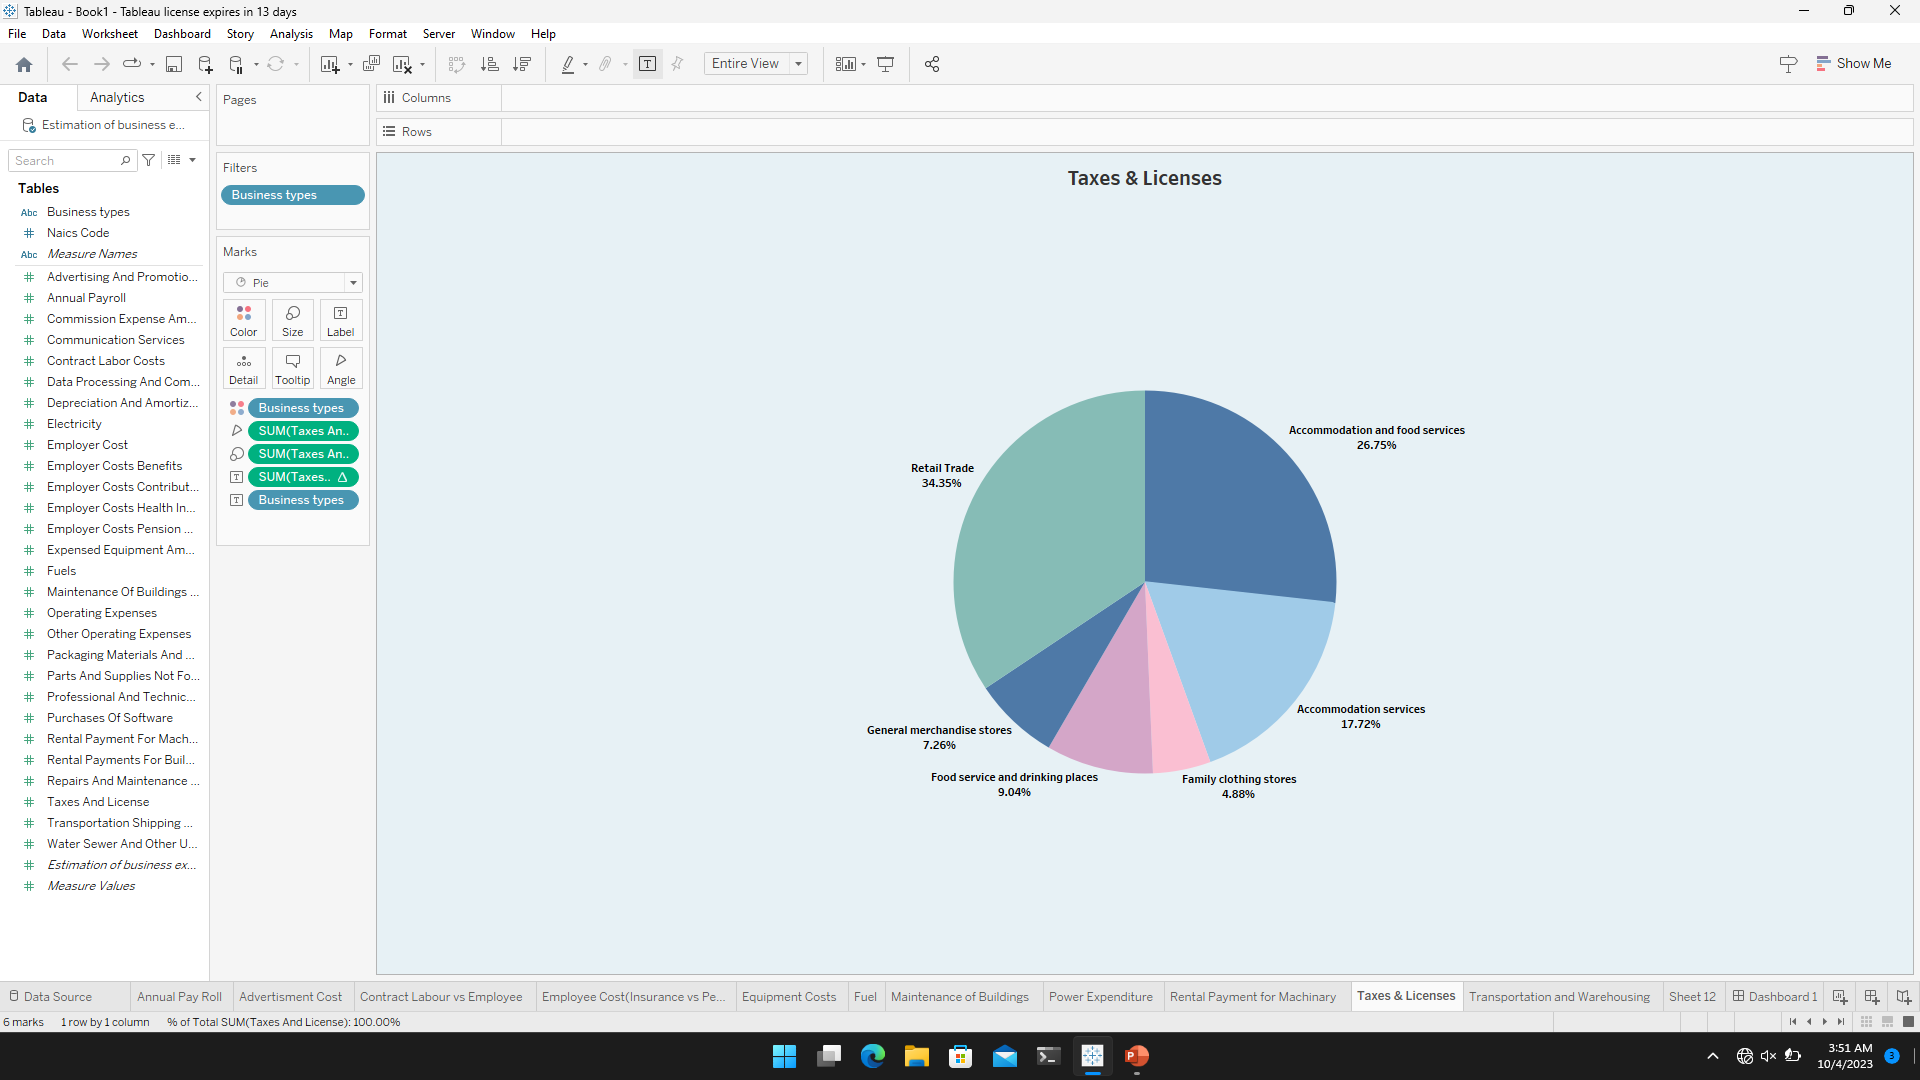 Tableau - Book1 - Tableau license expires in 13 days
File Data Worksheet Dashboard Story Analysis Map Format Server Window Help
Entire View
Show Me
Data Analytics
Estimation of business e...
Search
Tables
Abc Business types
Naics Code
Abc Measure Names
Advertising And Promotio...
Annual Payroll
Commission Expense Am...
Communication Services
Contract Labor Costs
Data Processing And Com...
Depreciation And Amortiz...
Electricity
Employer Cost
Employer Costs Benefits
Employer Costs Contribut...
Employer Costs Health In...
Employer Costs Pension ...
Expensed Equipment Am...
Fuels
Maintenance Of Buildings ...
Operating Expenses
Other Operating Expenses
Packaging Materials And ...
Parts And Supplies Not Fo...
Professional And Technic...
Purchases Of Software
Rental Payment For Mach...
Rental Payments For Buil...
Repairs And Maintenance ...
Taxes And License
Transportation Shipping ...
Water Sewer And Other U...
Estimation of business ex...
Measure Values
Pages
Filters
Business types
Marks
Pie
Color Size Label
Detail Tooltip Angle
Business types
SUM(Taxes An..
SUM(Taxes An..
SUM(Taxes..
Business types
Columns
Rows
Taxes & Licenses
Accommodation and food services
26.75%
Retail Trade
34.35%
Accommodation services
17.72%
General merchandise stores
7.26%
Food service and drinking places
9.04%
Family clothing stores
4.88%
Data Source Annual Pay Roll Advertisment Cost Contract Labour vs Employee Employee Cost(Insurance vs Pe... Equipment Costs Fuel Maintenance of Buildings Power Expenditure Rental Payment for Machinary Taxes & Licenses Transportation and Warehousing Sheet 12 Dashboard 1
6 marks 1 row by 1 column % of Total SUM(Taxes And License): 100.00%
3:51 AM
10/4/2023
3